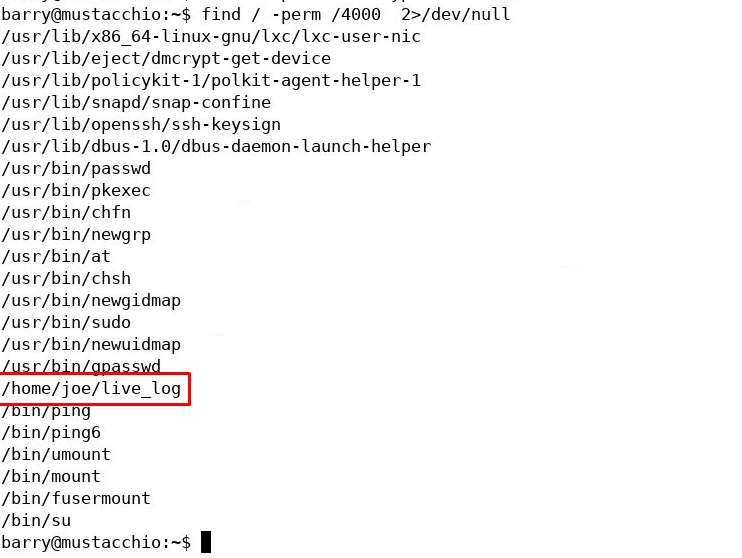 barry@mustacchio:~$ find / -perm /4000  2>/dev/null
/usr/lib/x86_64-linux-gnu/lxc/lxc-user-nic
/usr/lib/eject/dmcrypt-get-device
/usr/lib/policykit-1/polkit-agent-helper-1
/usr/lib/snapd/snap-confine
/usr/lib/openssh/ssh-keysign
/usr/lib/dbus-1.0/dbus-daemon-launch-helper
/usr/bin/passwd
/usr/bin/pkexec
/usr/bin/chfn
/usr/bin/newgrp
/usr/bin/at
/usr/bin/chsh
/usr/bin/newgidmap
/usr/bin/sudo
/usr/bin/newuidmap
/usr/bin/gpasswd
/home/joe/live_log
/bin/ping
/bin/ping6
/bin/umount
/bin/mount
/bin/fusermount
/bin/su
barry@mustacchio:~$